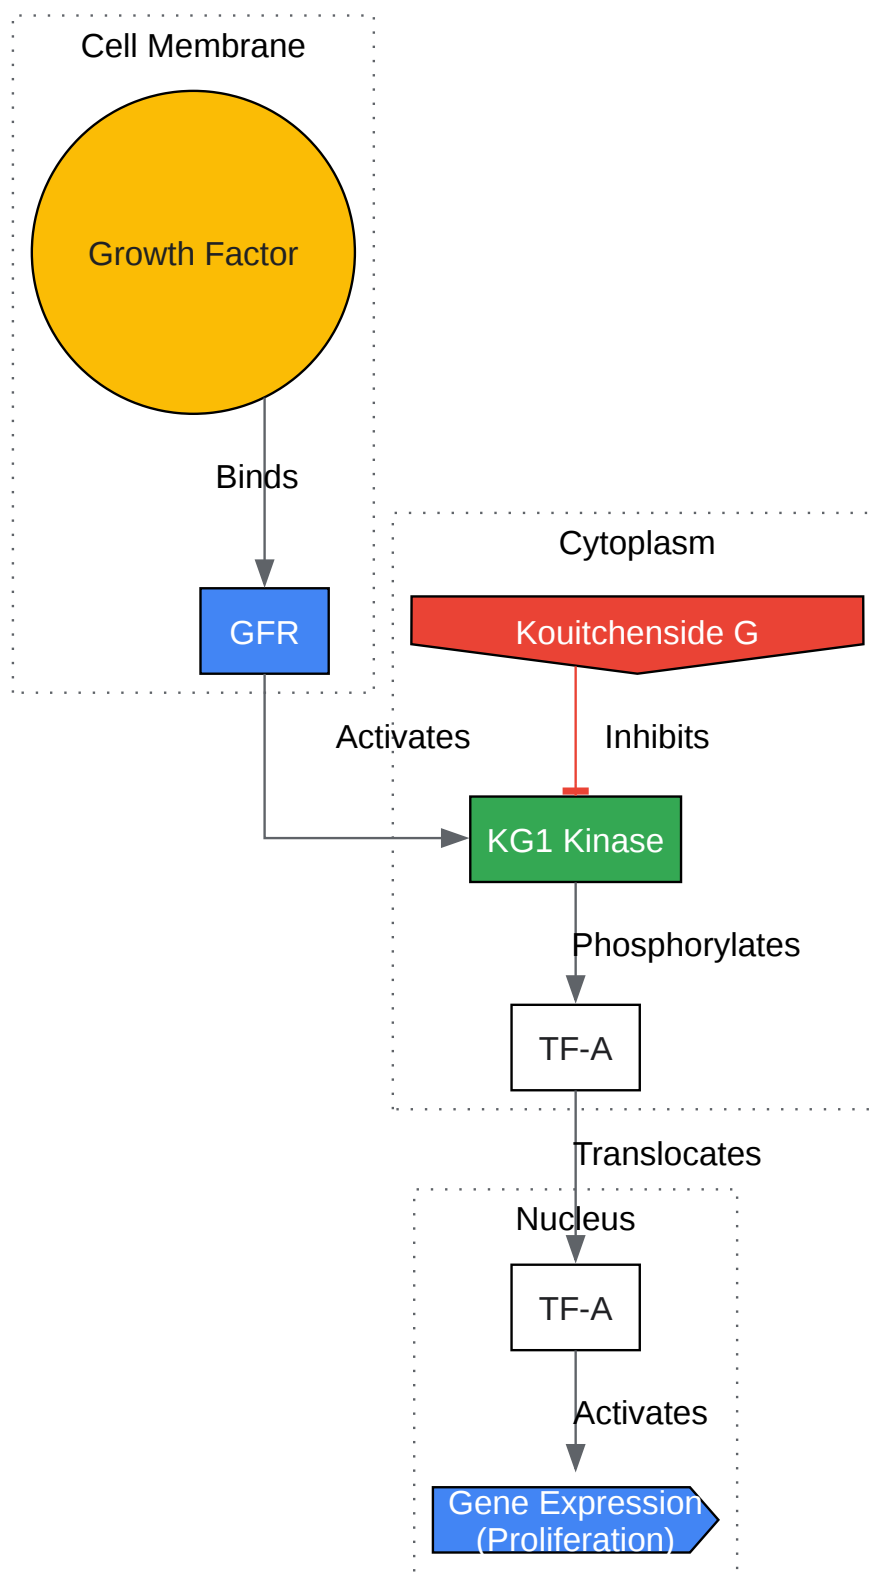 Cell Membrane
Growth Factor
Binds
GFR
Cytoplasm
Kouitchenside G
Activates
Inhibits
KG1 Kinase
Phosphorylates
TF-A
Translocates
Nucleus
TF-A
Activates
Gene Expression
(Proliferation)